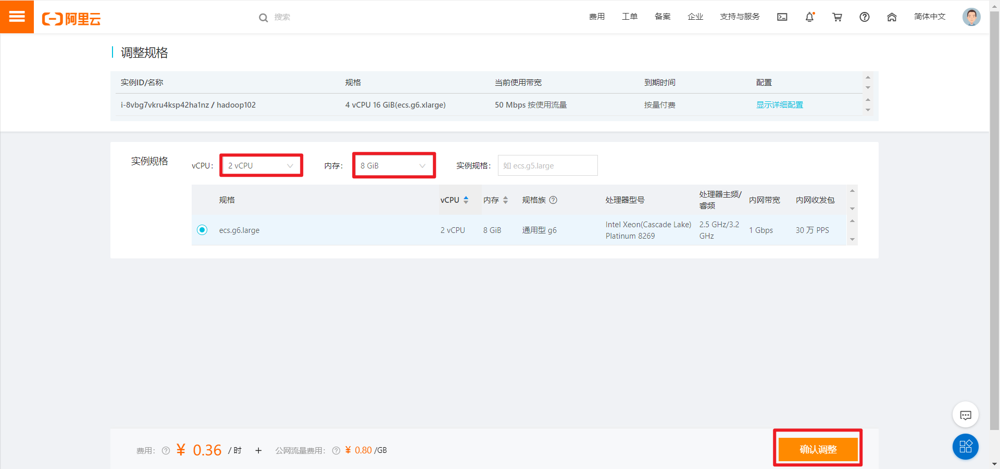 阿里云
搜索
费用 工单 备案 企业 支持与服务 简体中文
调整规格
实例ID/名称 规格 当前使用带宽 到期时间 配置
i-8vbg7vkru4ksp42ha1nz / hadoop102 4 vCPU 16 GiB(ecs.g6.xlarge) 50 Mbps 按使用流量 按量付费 显示详细配置
实例规格 vCPU： 2 vCPU 内存： 8 GiB 实例规格： 如 ecs.g5.large
规格 vCPU 内存 规格族 处理器型号 处理器主频/睿频 内网带宽 内网收发包
ecs.g6.large 2 vCPU 8 GiB 通用型 g6 Intel Xeon(Cascade Lake) Platinum 8269 2.5 GHz/3.2 GHz 1 Gbps 30 万 PPS
费用： ¥ 0.36 / 时 + 公网流量费用： ¥ 0.80 /GB 确认调整